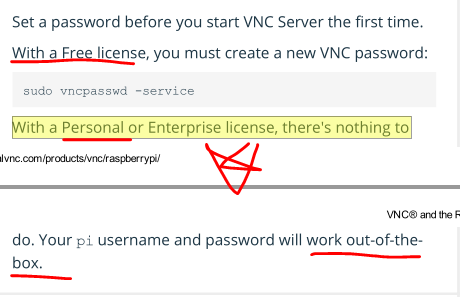 Set a password before you start VNC Server the first time.
With a Free license, you must create a new VNC password:
sudo vncpasswd -service
With a Personal or Enterprise license, there's nothing to
alvnc.com/products/vnc/raspberrypi/
VNC® and the R
do. Your pi username and password will work out-of-the-
box.